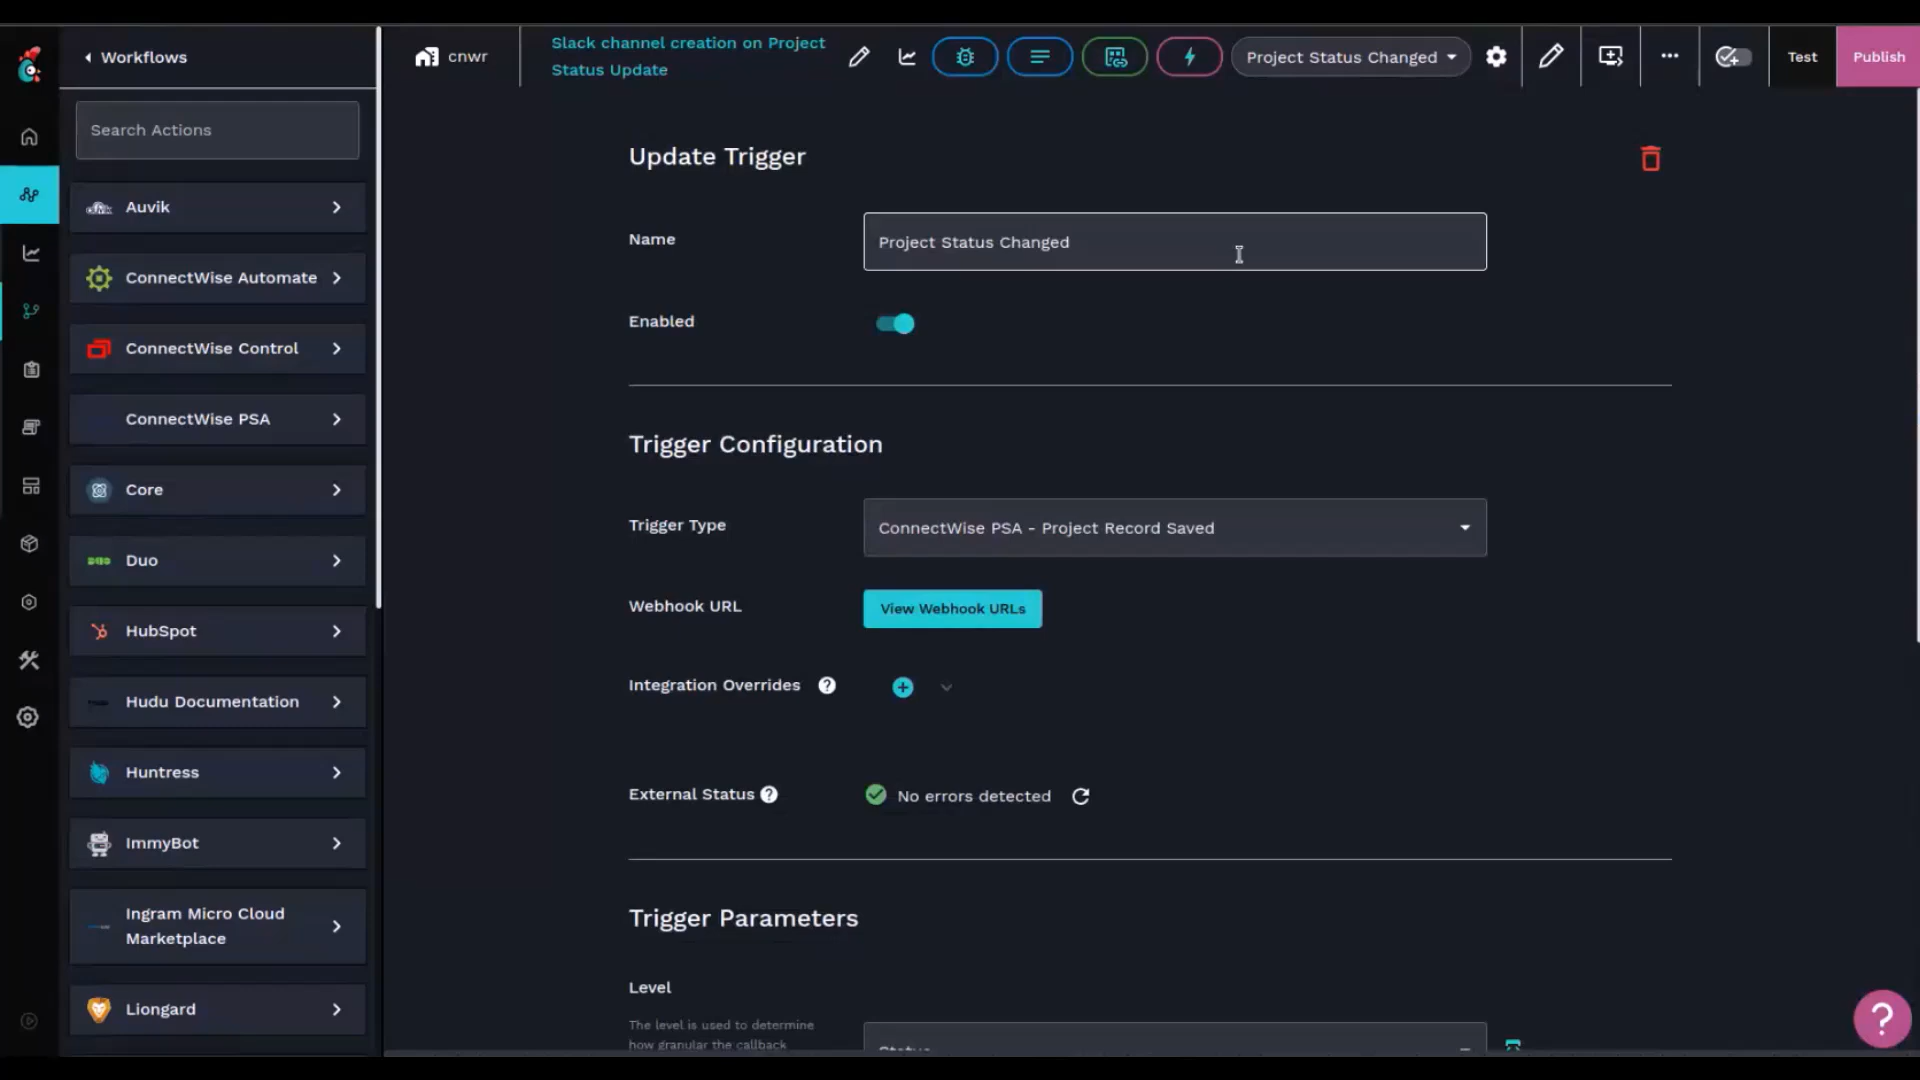 Workflows
cnwr
Slack channel creation on Project
Status Update
Project Status Changed
Test
Publish
Search Actions
Auvik
ConnectWise Automate
ConnectWise Control
ConnectWise PSA
Core
Duo
HubSpot
Hudu Documentation
Huntress
ImmyBot
Ingram Micro Cloud
Marketplace
Liongard
Update Trigger
Name
Project Status Changed
Enabled
Trigger Configuration
Trigger Type
ConnectWise PSA - Project Record Saved
Webhook URL
View Webhook URLs
Integration Overrides
External Status
No errors detected
Trigger Parameters
Level
The level is used to determine
how granular the callback
Status